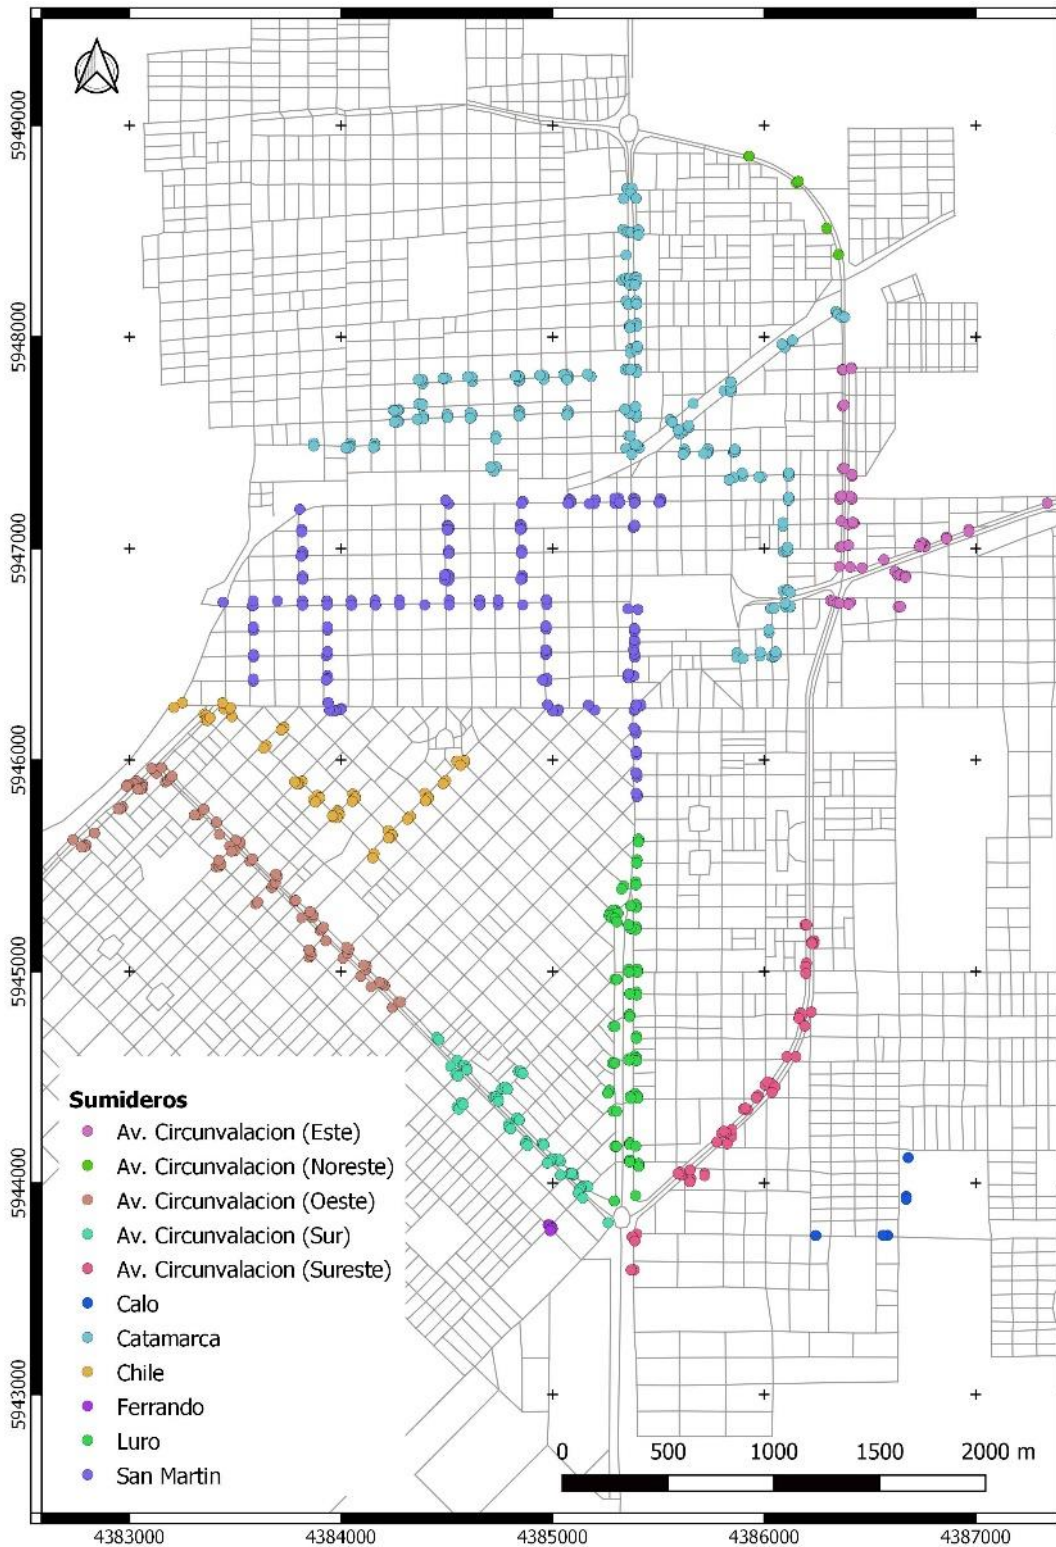 5949000
5948000
5947000
5946000
5945000
5944000
5943000
Sumideros
Av. Circunvalacion (Este)
Av. Circunvalacion (Noreste)
Av. Circunvalacion (Oeste)
Av. Circunvalacion (Sur)
Av. Circunvalacion (Sureste)
Calo
Catamarca
Chile
Ferrando
Luro
San Martin
0 500 1000 1500 2000 m
4383000 4384000 4385000 4386000 4387000